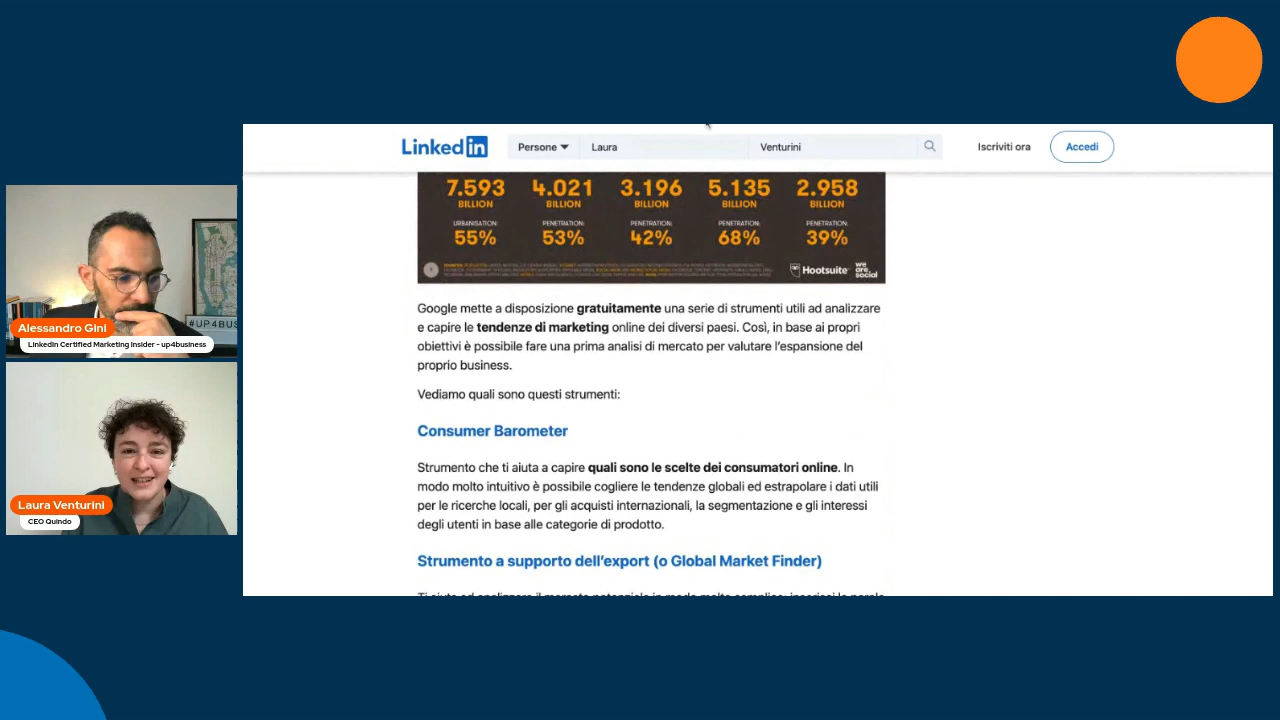 Linkedin Persone Laura Venturini Iscriviti ora Accedi
7.593 4.021 3.196 5.135 2.958
BILLION BILLION BILLION BILLION BILLION
URBANISATION: PENETRATION: PENETRATION: PENETRATION: PENETRATION:
55% 53% 42% 68% 39%
Hootsuite we are social
Google mette a disposizione gratuitamente una serie di strumenti utili ad analizzare
e capire le tendenze di marketing online dei diversi paesi. Così, in base ai propri
obiettivi è possibile fare una prima analisi di mercato per valutare l'espansione del
proprio business.
Vediamo quali sono questi strumenti:
Consumer Barometer
Strumento che ti aiuta a capire quali sono le scelte dei consumatori online. In
modo molto intuitivo è possibile cogliere le tendenze globali ed estrapolare i dati utili
per le ricerche locali, per gli acquisti internazionali, la segmentazione e gli interessi
degli utenti in base alle categorie di prodotto.
Strumento a supporto dell'export (o Global Market Finder)
#UP4BUS
Alessandro Gini
Linkedin Certified Marketing Insider - up4business
Laura Venturini
CEO Quindo